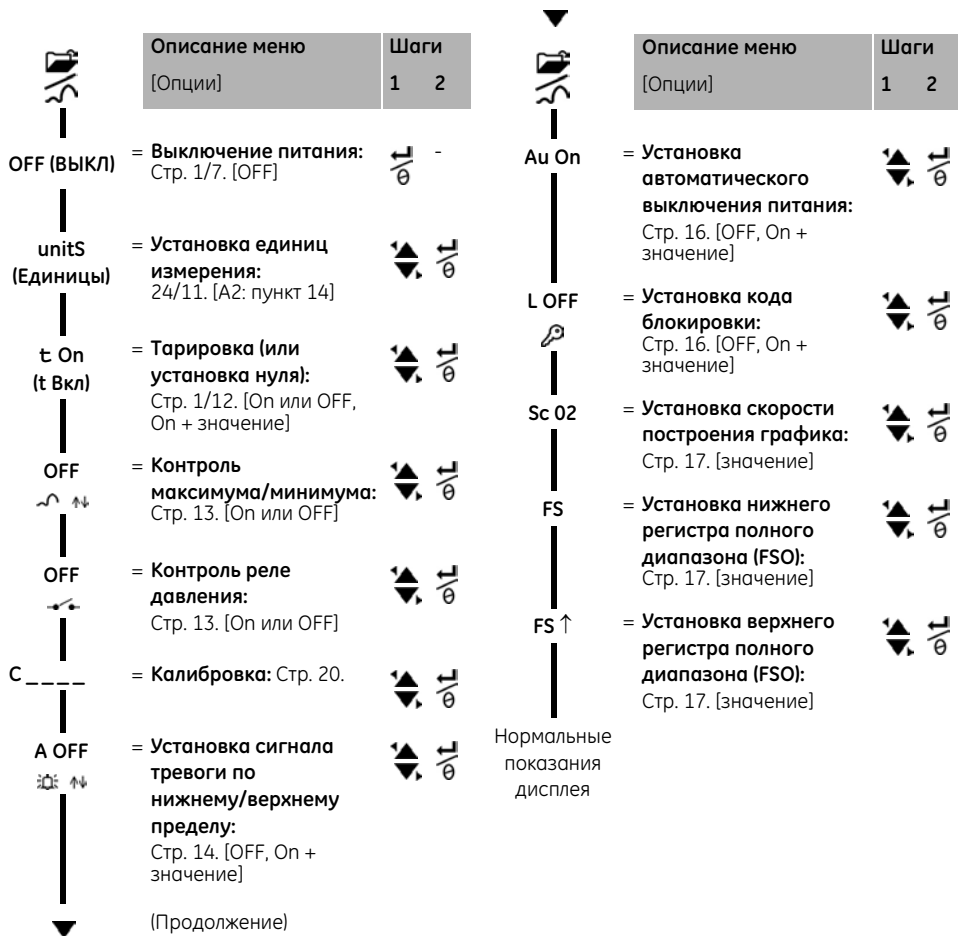 Описание меню Шаги
[Опции] 1 2
OFF (ВЫКЛ) = Выключение питания: -
Стр. 1/7. [OFF]
unitS = Установка единиц
(Единицы) измерения:
24/11. [A2: пункт 14]
t On = Тарировка (или
(t Вкл) установка нуля):
Стр. 1/12. [On или OFF,
On + значение]
OFF = Контроль
максимума/минимума:
Стр. 13. [On или OFF]
OFF = Контроль реле
давления:
Стр. 13. [On или OFF]
C _ _ _ _ = Калибровка: Стр. 20.
A OFF = Установка сигнала
тревоги по
нижнему/верхнему
пределу:
Стр. 14. [OFF, On +
значение]
(Продолжение)
Описание меню Шаги
[Опции] 1 2
Au On = Установка
автоматического
выключения питания:
Стр. 16. [OFF, On +
значение]
L OFF = Установка кода
блокировки:
Стр. 16. [OFF, On +
значение]
Sc 02 = Установка скорости
построения графика:
Стр. 17. [значение]
FS = Установка нижнего
регистра полного
диапазона (FSO):
Стр. 17. [значение]
FS ↑ = Установка верхнего
регистра полного
диапазона (FSO):
Стр. 17. [значение]
Нормальные
показания
дисплея